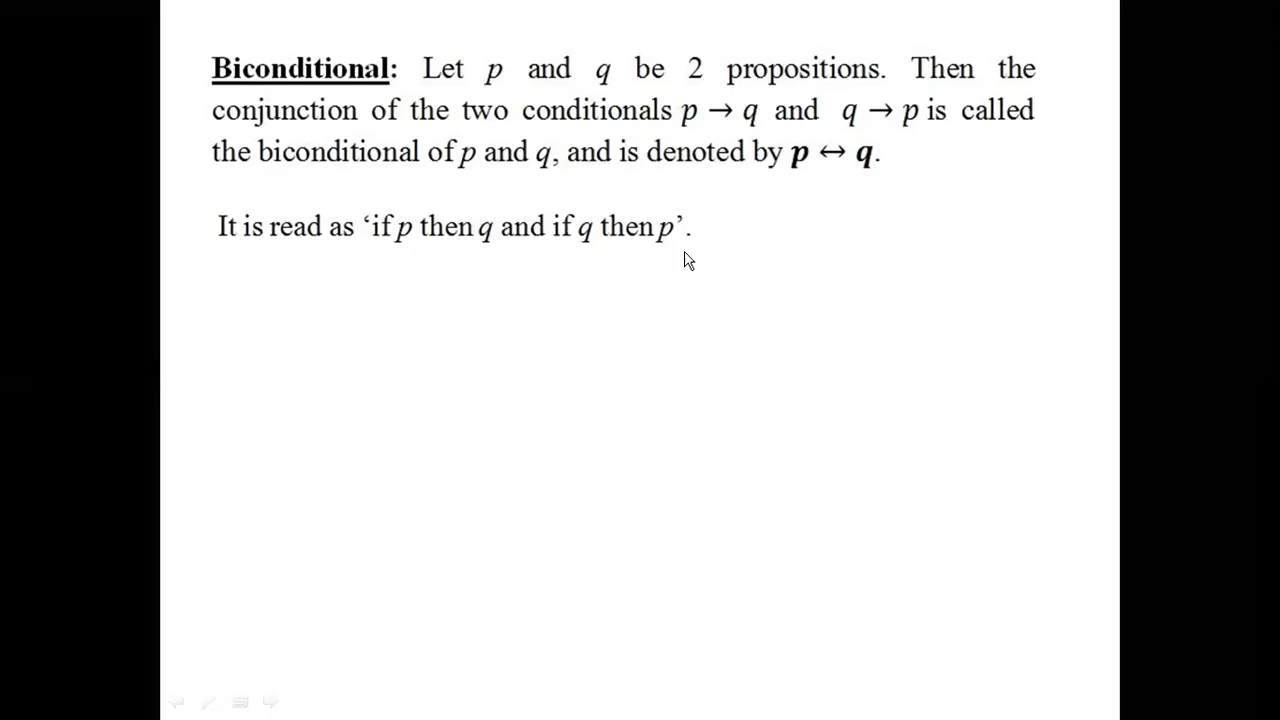 Biconditional: Let p and q be 2 propositions. Then the
conjunction of the two conditionals p → q and q → p is called
the biconditional of p and q, and is denoted by p ↔ q.
It is read as ‘if p then q and if q then p’.